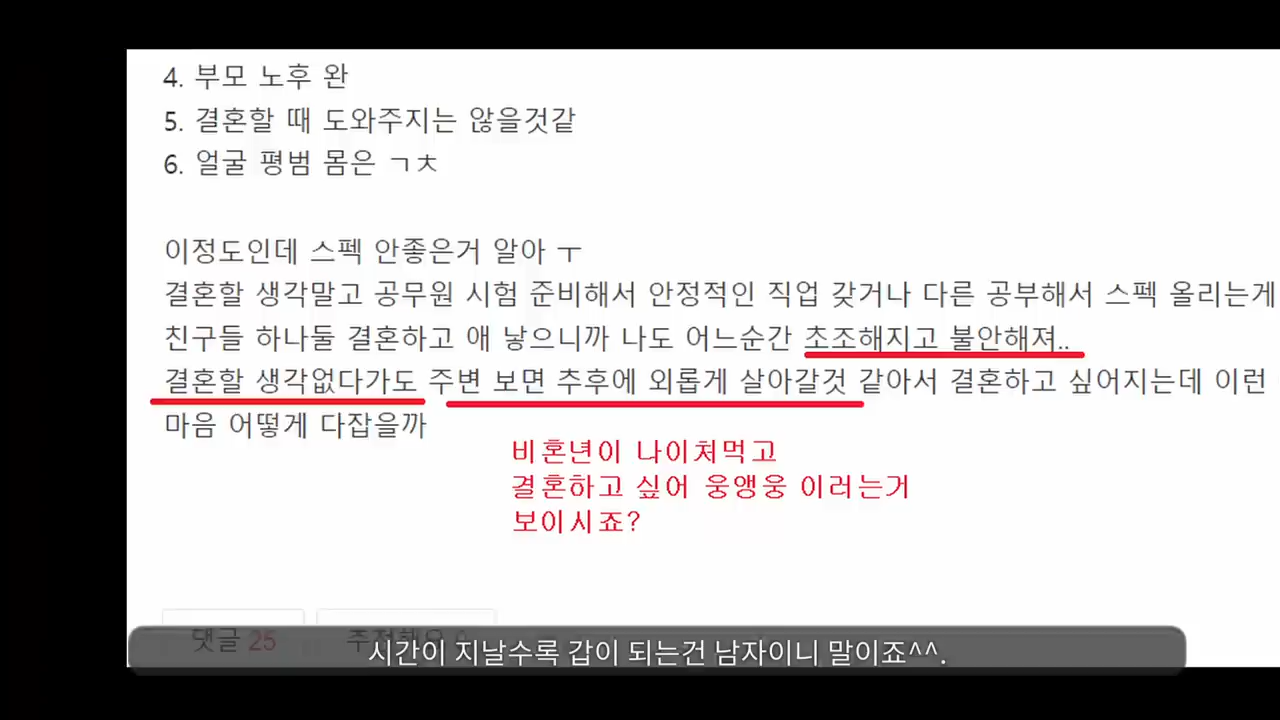 4. 부모 노후 완
5. 결혼할 때 도와주지는 않을것같
6. 얼굴 평범 몸은 ㄱㅊ
이정도인데 스펙 안좋은거 알아 ㅜ
결혼할 생각말고 공무원 시험 준비해서 안정적인 직업 갖거나 다른 공부해서 스펙 올리는게
친구들 하나둘 결혼하고 애 낳으니까 나도 어느순간 초조해지고 불안해져..
결혼할 생각없다가도 주변 보면 추후에 외롭게 살아갈것 같아서 결혼하고 싶어지는데 이런
마음 어떻게 다잡을까
비혼년이 나이처먹고
결혼하고 싶어 웅앵웅 이러는거
보이시죠?
댓글 25
시간이 지날수록 갑이 되는건 남자이니 말이죠^^.